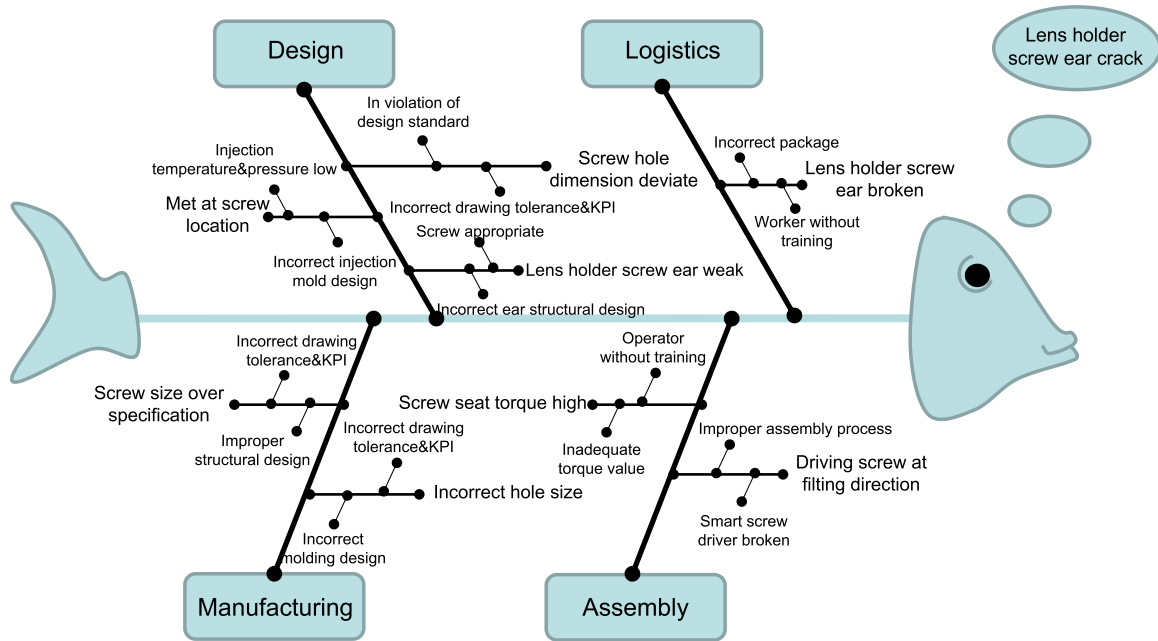 Design
Logistics
Lens holder
screw ear crack
In violation of
design standard
Injection
temperature&pressure low
Screw hole
dimension deviate
Incorrect package
Lens holder screw
ear broken
Met at screw
location
Incorrect drawing tolerance&KPI
Worker without
training
Screw appropriate
Incorrect injection
mold design
Lens holder screw ear weak
Incorrect ear structural design
Incorrect drawing
tolerance&KPI
Operator
without training
Screw size over
specification
Screw seat torque high
Improper
structural design
Incorrect drawing
tolerance&KPI
Inadequate
torque value
Improper assembly process
Driving screw at
filting direction
Incorrect hole size
Incorrect
molding design
Smart screw
driver broken
Manufacturing
Assembly